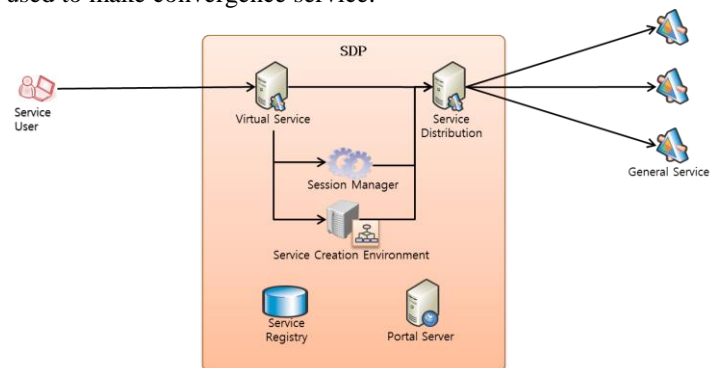 used to make convergence service.
SDP
Service
User
Virtual Service
Service
Distribution
General Service
Session Manager
Service Creation Environment
Service
Registry
Portal Server